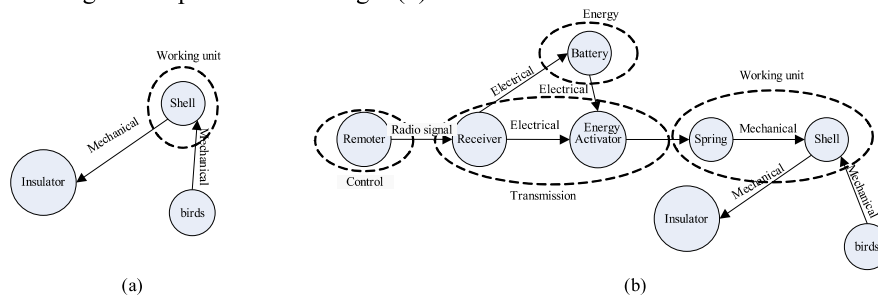 Working unit
Shell
Mechanical
Mechanical
Insulator
birds
(a)
Energy
Battery
Electrical
Electrical
Working unit
Remoter
Radio signal
Receiver
Electrical
Energy
Activator
Spring
Mechanical
Shell
Control
Transmission
Mechanical
Mechanical
Insulator
birds
(b)